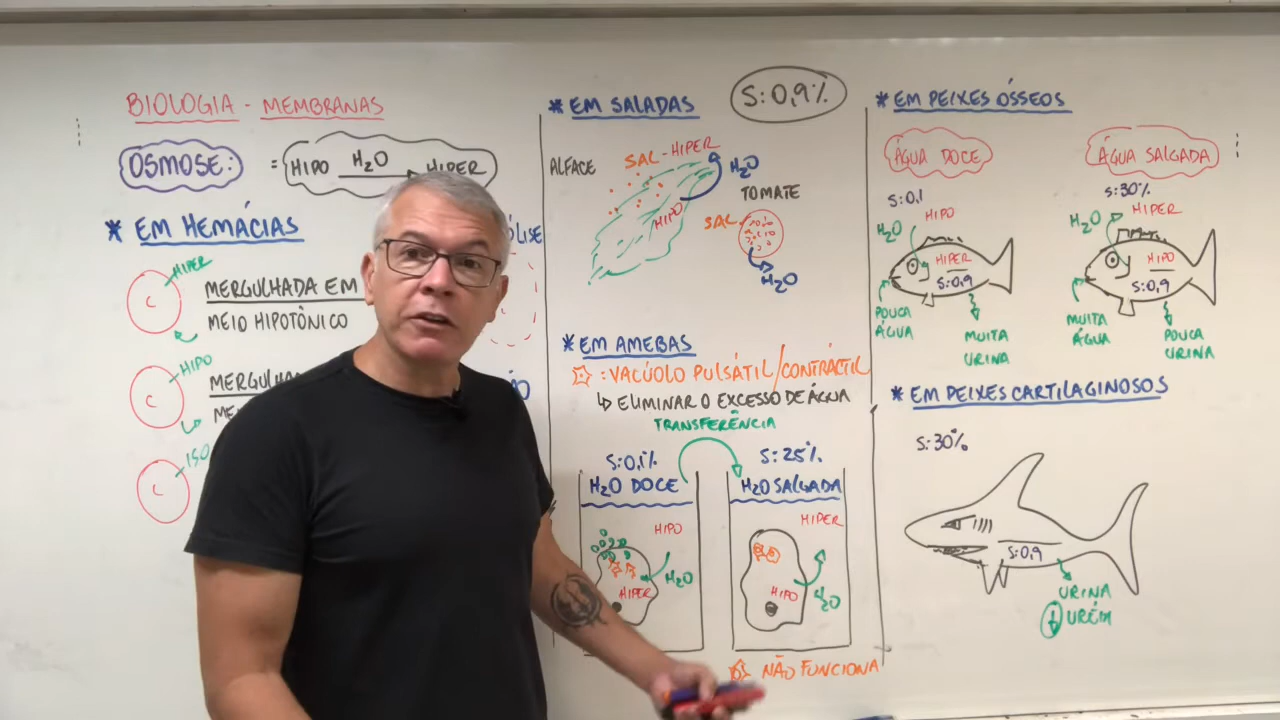 BIOLOGIA - MEMBRANAS
OSMOSE:
= HIPO H2O HIPER
* EM HEMÁCIAS
HIPER
C
MERGULHADA EM
MEIO HIPOTÔNICO
HIPO
C
ISO
C
* EM SALADAS
S: 0,9%
ALFACE
SAL - HIPER
H2O
HIPO
TOMATE
SAL
H2O
* EM AMEBAS
: VACÚOLO PULSÁTIL/CONTRÁCTIL
↳ ELIMINAR O EXCESSO DE ÁGUA
TRANSFERÊNCIA
S: 0,1%
H2O DOCE
HIPO
H2O
HIPER
S: 25%
H2O SALGADA
HIPER
HIPO
H2O
NÃO FUNCIONA
* EM PEIXES ÓSSEOS
ÁGUA DOCE
S: 0,1
H2O
HIPO
HIPER
S: 0,9
POUCA
ÁGUA
MUITA
URINA
ÁGUA SALGADA
S: 30%
H2O
HIPER
HIPO
S: 0,9
MUITA
ÁGUA
POUCA
URINA
* EM PEIXES CARTILAGINOSOS
S: 30%
S: 0,9
URINA
↓ URÉIA